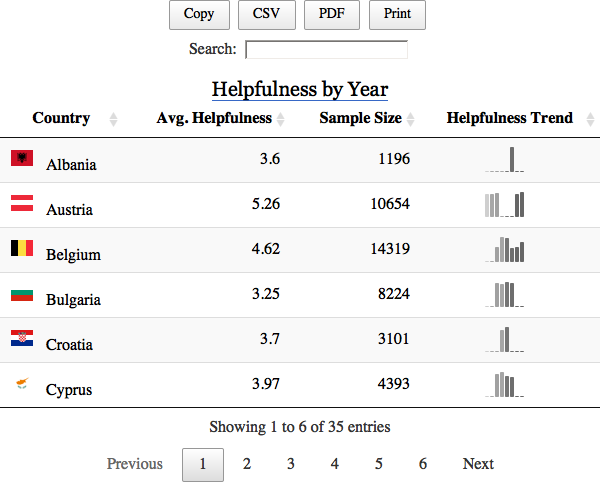 Copy CSV PDF Print
Search:
Helpfulness by Year
Country Avg. Helpfulness Sample Size Helpfulness Trend
Albania 3.6 1196
Austria 5.26 10654
Belgium 4.62 14319
Bulgaria 3.25 8224
Croatia 3.7 3101
Cyprus 3.97 4393
Showing 1 to 6 of 35 entries
Previous 1 2 3 4 5 6 Next